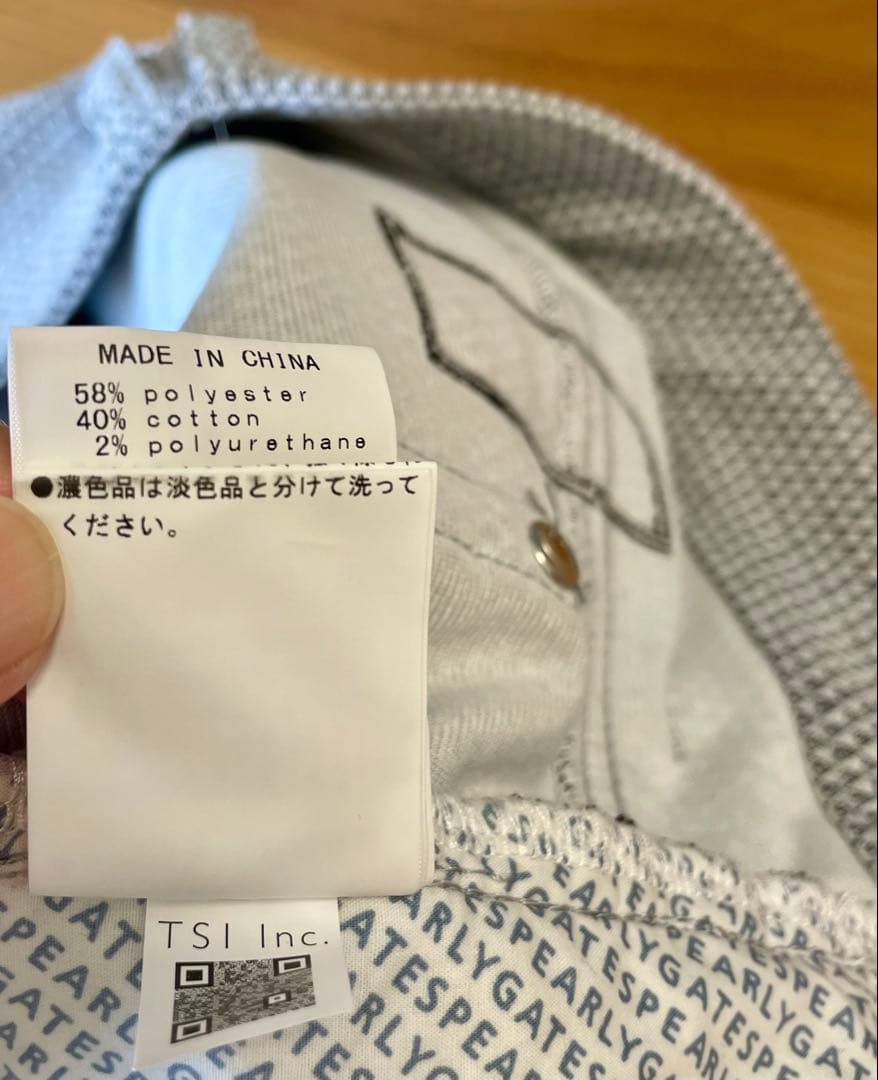 MADE IN CHINA
58% polyester
40% cotton
2% polyurethane
●濃色品は淡色品と分けて洗って
ください。
TSI Inc.
PEARLYGATES